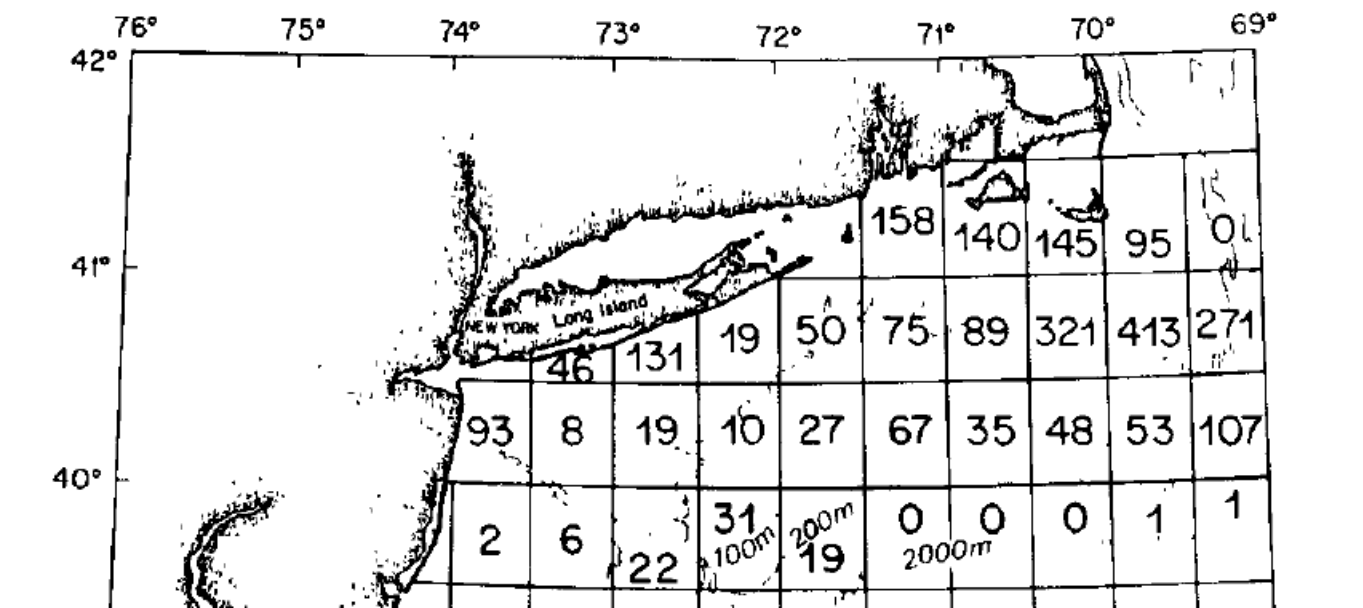 76° 75° 74° 73° 72° 71° 70° 69°
42°
158 140 145 95 0
41°
NEW YORK Long Island
46 131 19 50 75 89 321 413 271
93 8 19 10 27 67 35 48 53 107
40°
2 6 22 31 19 0 0 0 1 1
100m 200m 2000m